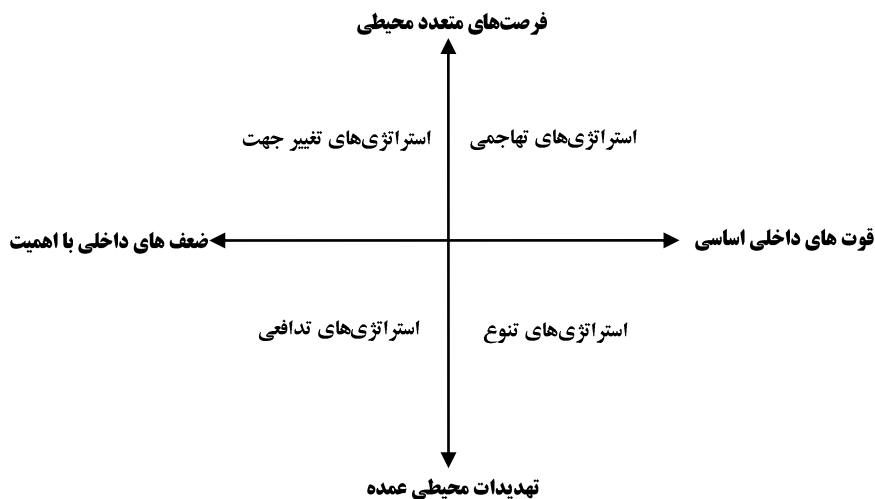 فرصت‌های متعدد محیطی
استراتژی‌های تهاجمی
استراتژی‌های تغییر جهت
قوت های داخلی اساسی
ضعف های داخلی با اهمیت
استراتژی‌های تنوع
استراتژی‌های تدافعی
تهدیدات محیطی عمده